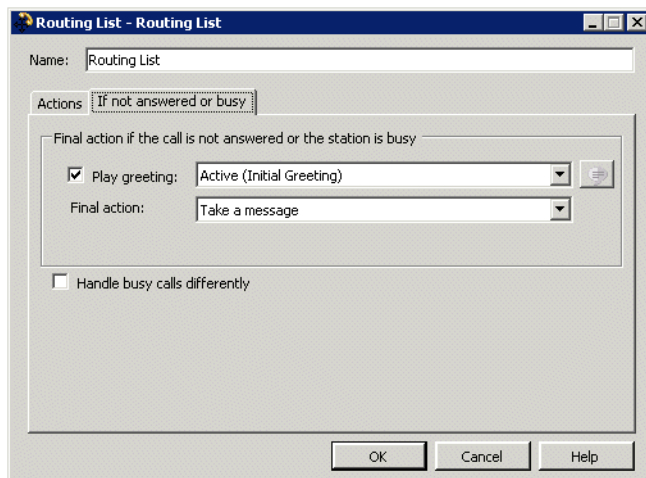 Routing List - Routing List
Name: Routing List
Actions If not answered or busy
Final action if the call is not answered or the station is busy
Play greeting: Active (Initial Greeting)
Final action: Take a message
Handle busy calls differently
OK Cancel Help